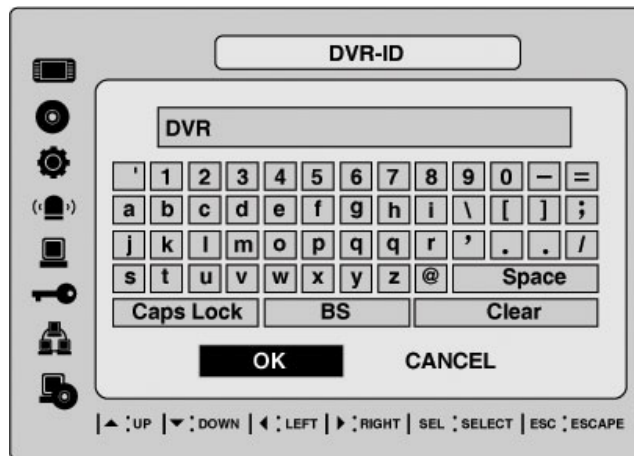 DVR-ID
DVR
' 1 2 3 4 5 6 7 8 9 0 - =
a b c d e f g h i \ [ ] ;
j k l m o p q q r ' . . /
s t u v w x y z @ Space
Caps Lock BS Clear
OK CANCEL
▲ : UP | ▼ : DOWN | ◀ : LEFT | ▶ : RIGHT | SEL : SELECT | ESC : ESCAPE